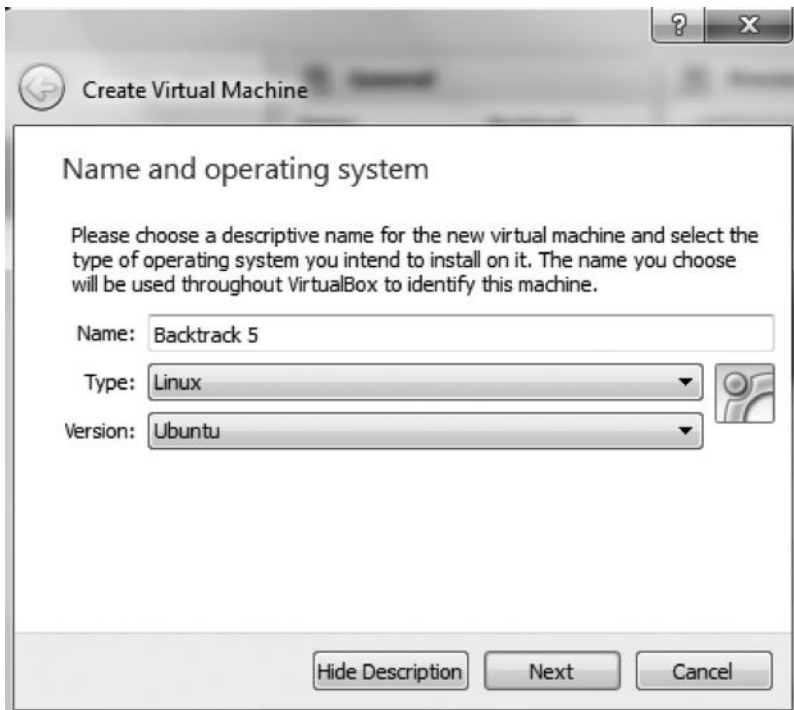 ?
X
Create Virtual Machine
General
Name and operating system
Please choose a descriptive name for the new virtual machine and select the
type of operating system you intend to install on it. The name you choose
will be used throughout VirtualBox to identify this machine.
Name: Backtrack 5
Type: Linux
Version: Ubuntu
Hide Description
Next
Cancel